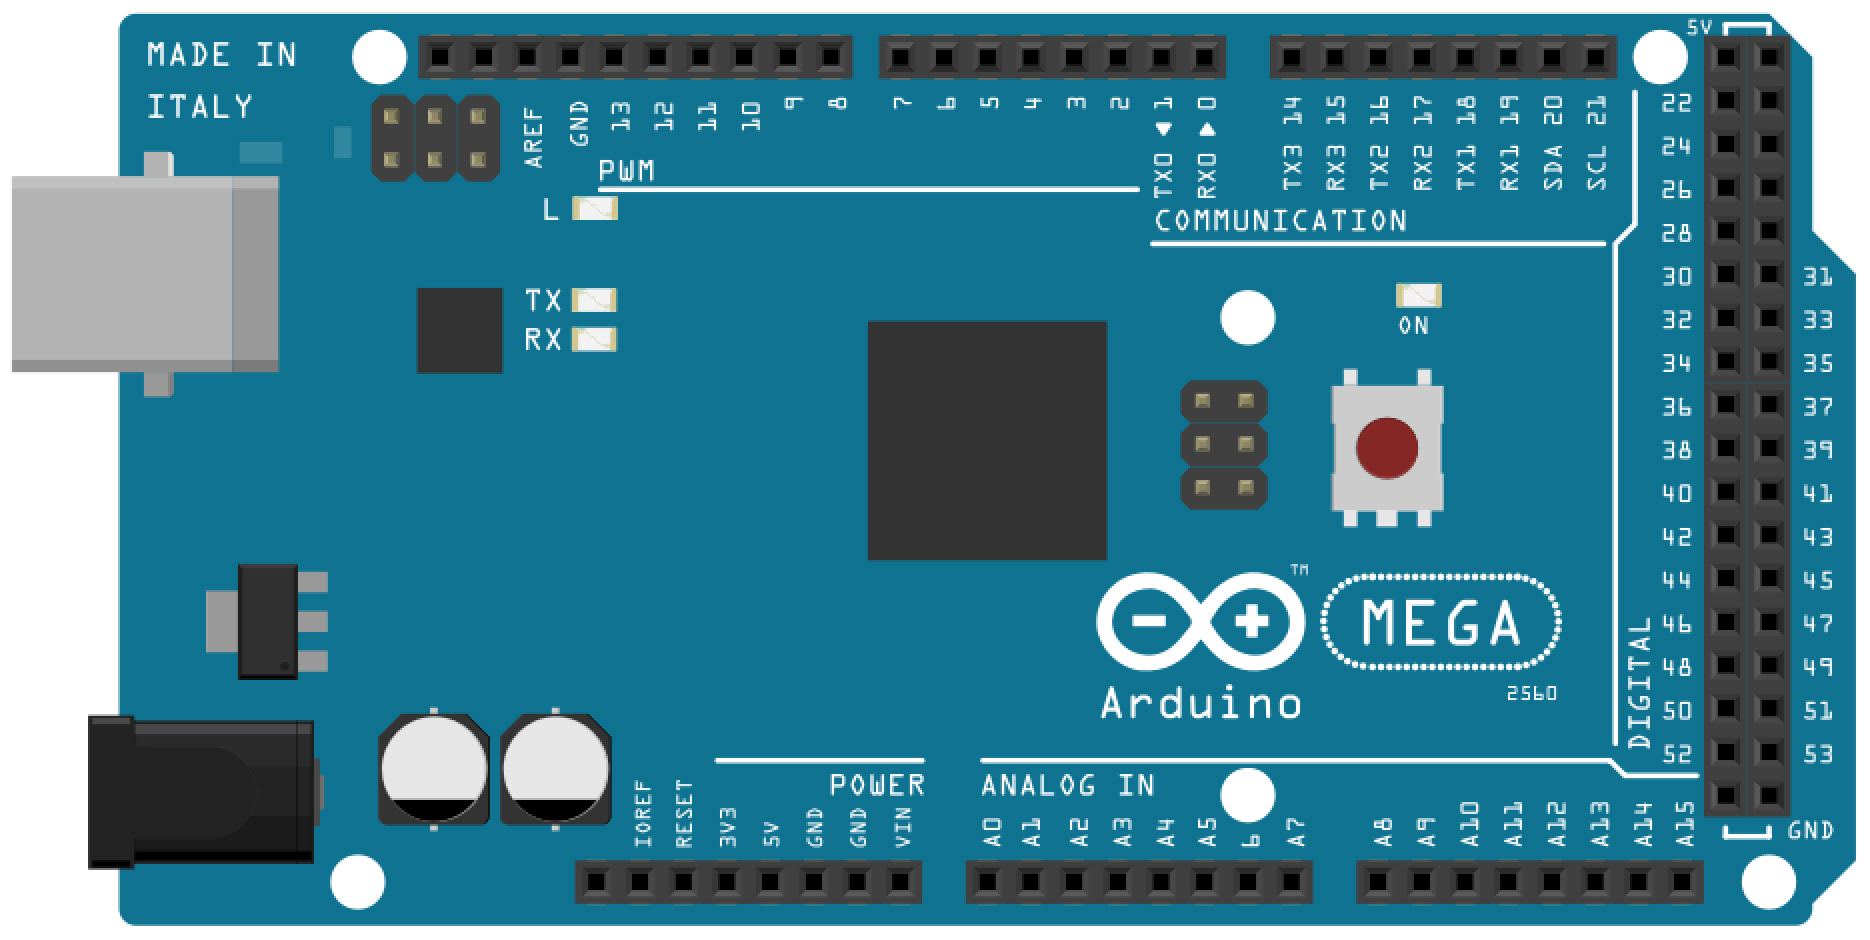 MADE IN
ITALY
5V
AREF
GND
13
12
11
10
9
8
7
6
5
4
3
2
TX0 ◀ 1
RX0 ▶ 0
TX3 14
RX3 15
TX2 16
RX2 17
TX1 18
RX1 19
SDA 20
SCL 21
PWM
L
COMMUNICATION
TX
RX
ON
22
24
26
28
30 31
32 33
34 35
36 37
38 39
40 41
42 43
44 45
46 47
48 49
50 51
52 53
DIGITAL
TM
MEGA
2560
Arduino
POWER
ANALOG IN
IOREF
RESET
3V3
5V
GND
GND
VIN
A0
A1
A2
A3
A4
A5
6
A7
A8
A9
A10
A11
A12
A13
A14
A15
GND